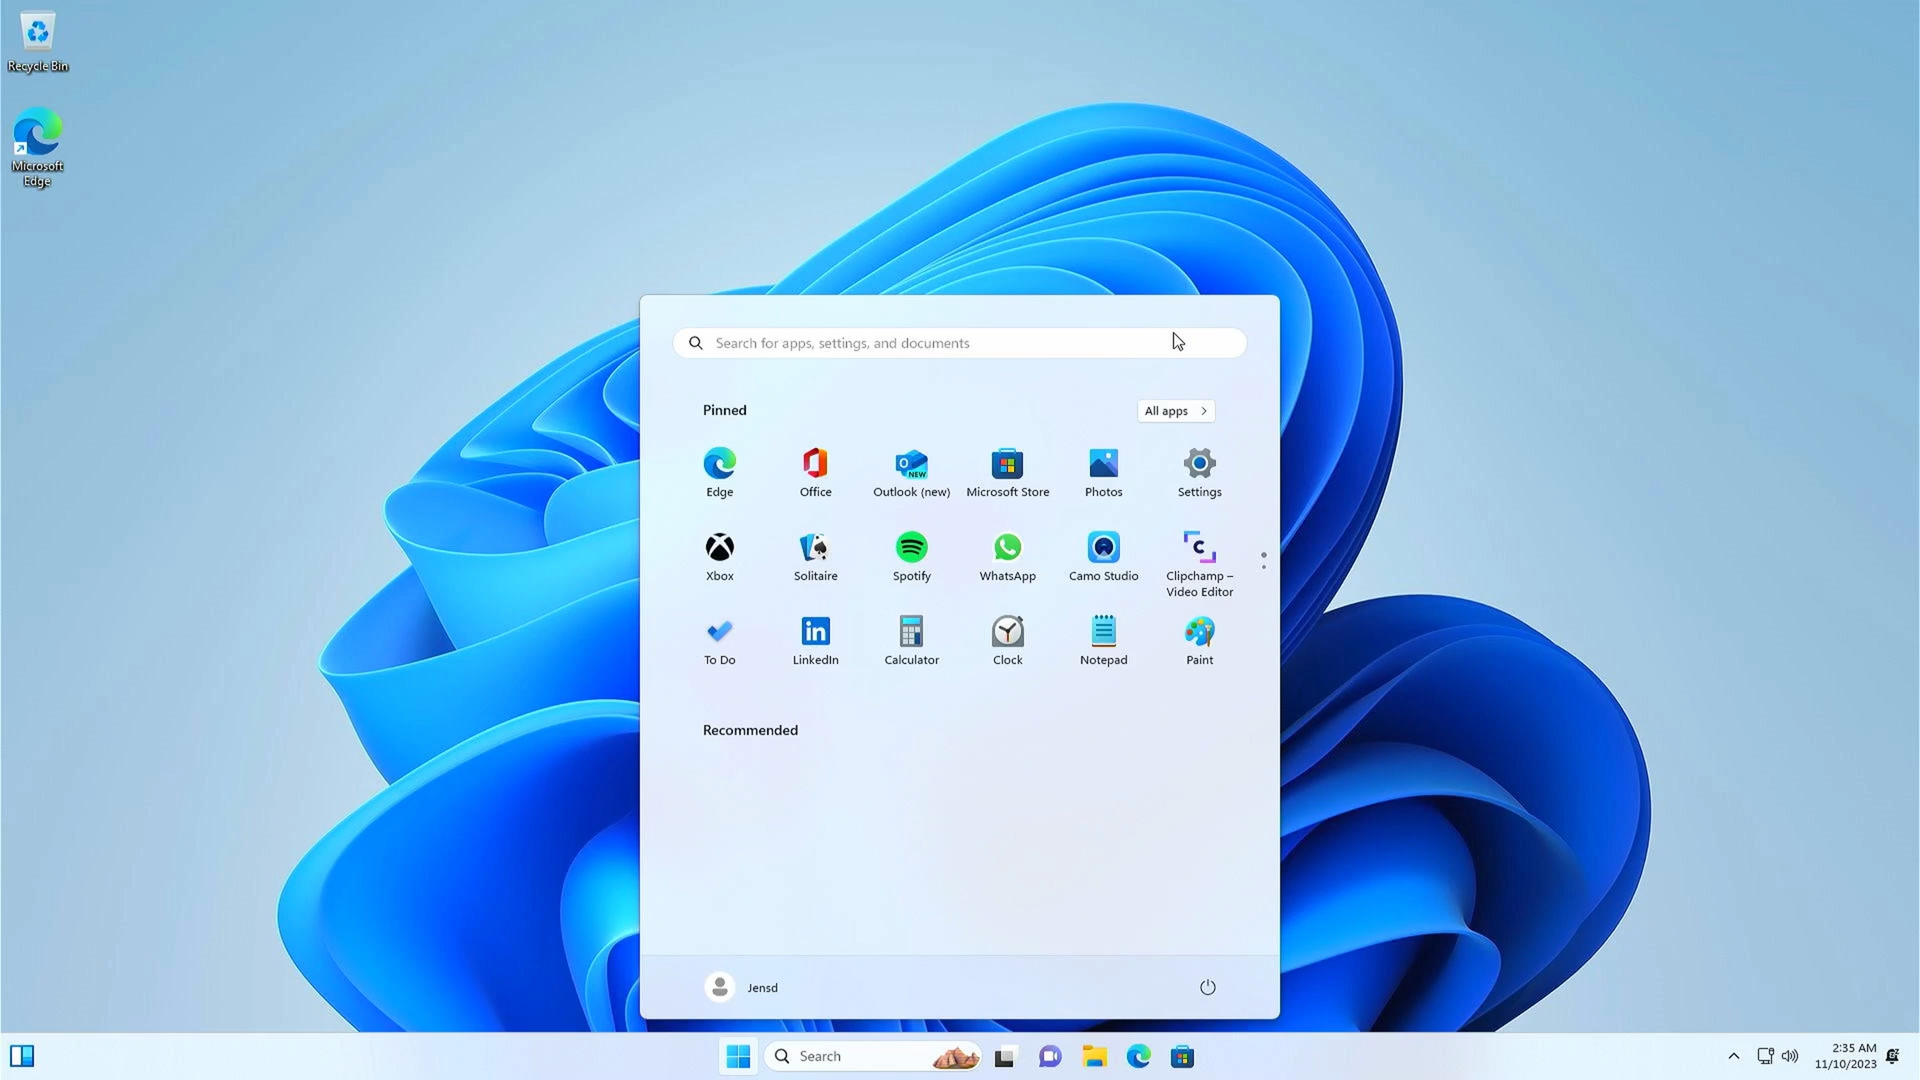 Recycle Bin
Microsoft
Edge
Search for apps, settings, and documents
Pinned
All apps
Edge
Office
Outlook (new)
Microsoft Store
Photos
Settings
Xbox
Solitaire
Spotify
WhatsApp
Camo Studio
Clipchamp –
Video Editor
To Do
LinkedIn
Calculator
Clock
Notepad
Paint
Recommended
Jensd
Search
2:35 AM
11/10/2023